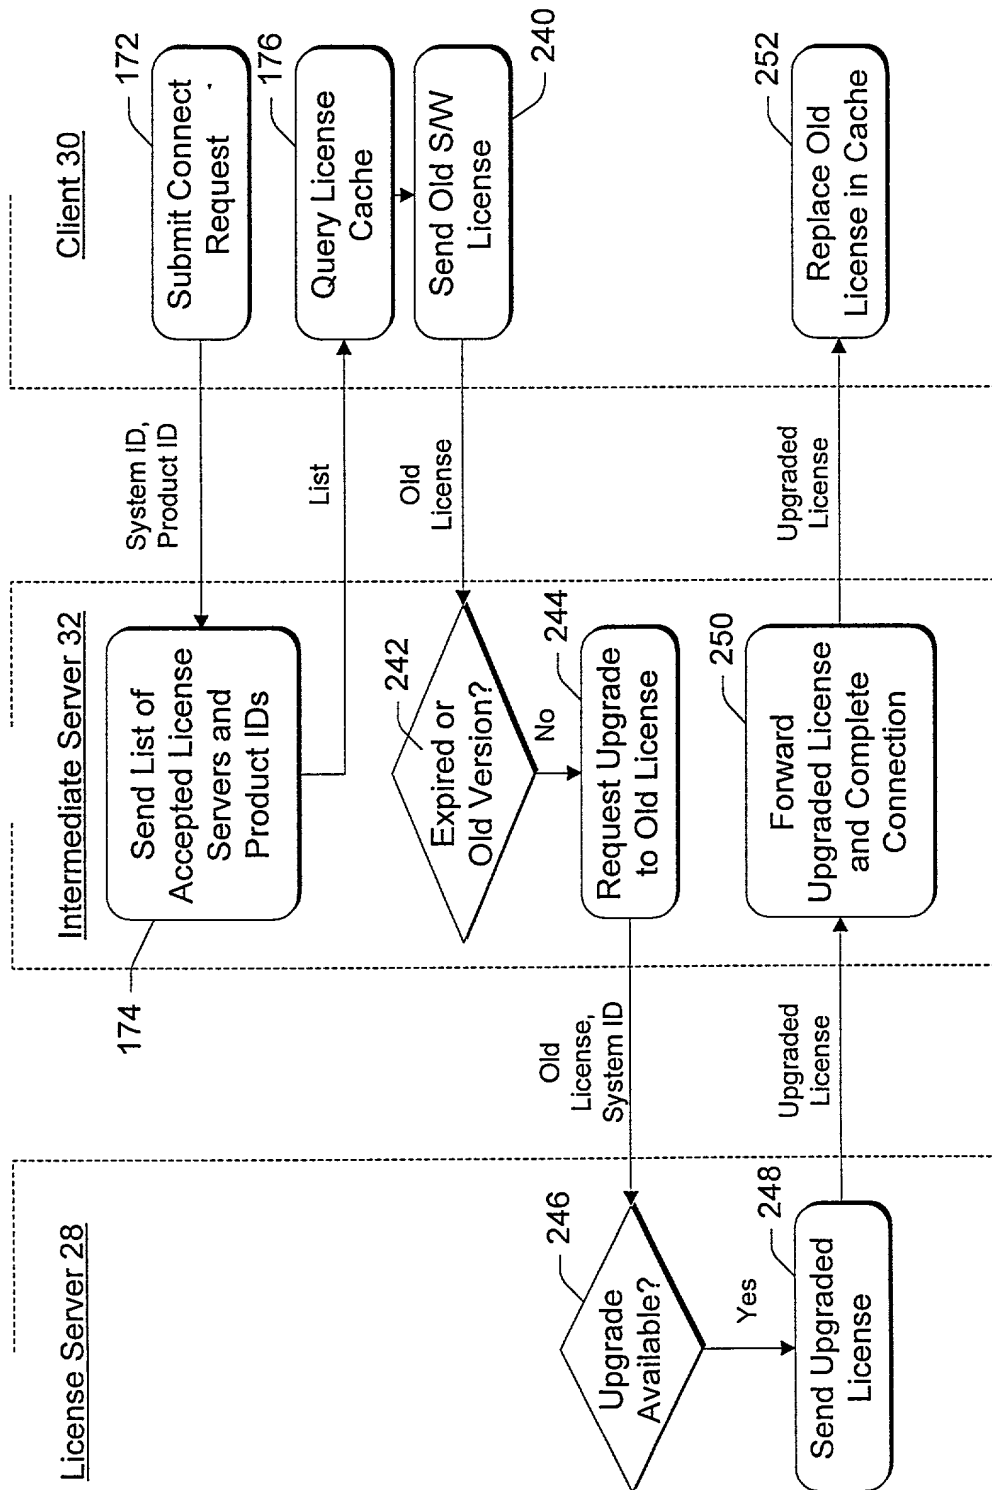 License Server 28
Intermediate Server 32
Client 30
172
Submit Connect
Request
System ID,
Product ID
174
Send List of
Accepted License
Servers and
Product IDs
List
176
Query License
Cache
240
Send Old S/W
License
Old
License
242
Expired or
Old Version?
No
244
Request Upgrade
to Old License
Old
License,
System ID
246
Upgrade
Available?
Yes
248
Send Upgraded
License
Upgraded
License
250
Forward
Upgraded License
and Complete
Connection
Upgraded
License
252
Replace Old
License in Cache